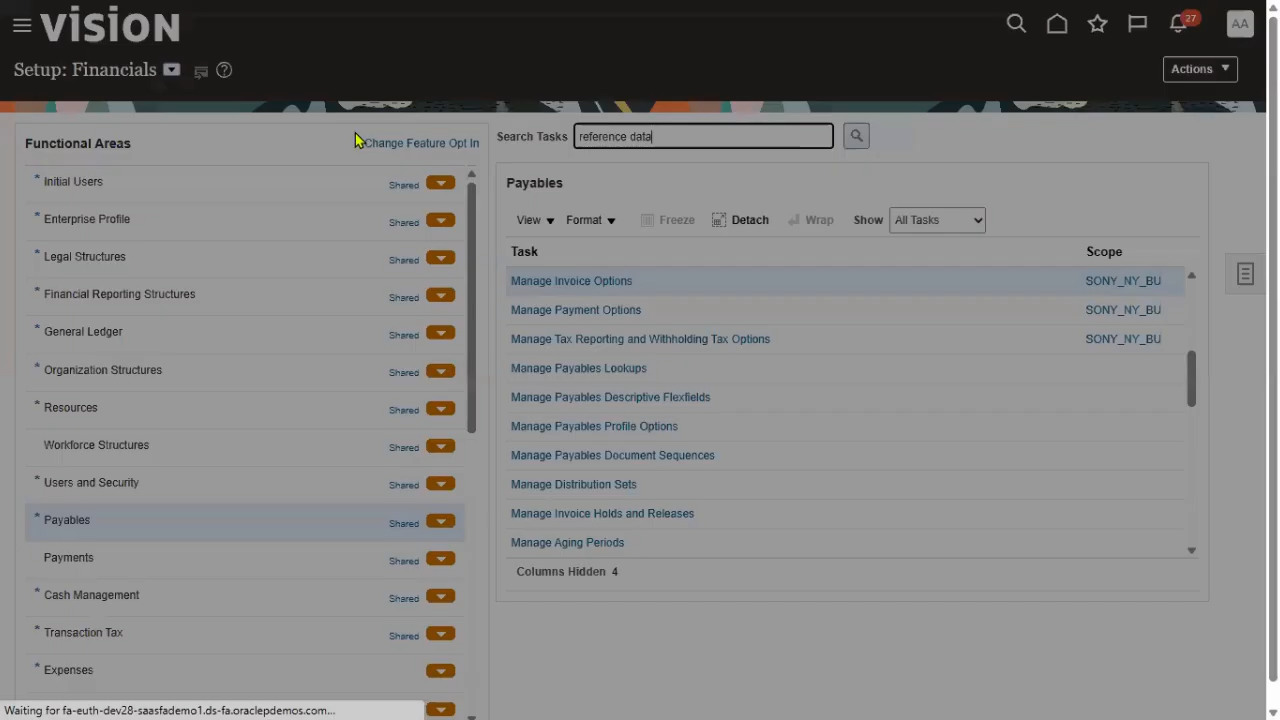 VISION
27
AA
Setup: Financials
Actions
Functional Areas
Change Feature Opt In
Search Tasks
reference data
* Initial Users
Shared
* Enterprise Profile
Shared
* Legal Structures
Shared
* Financial Reporting Structures
Shared
* General Ledger
Shared
* Organization Structures
Shared
* Resources
Shared
Workforce Structures
Shared
* Users and Security
Shared
* Payables
Shared
Payments
Shared
* Cash Management
Shared
* Transaction Tax
Shared
* Expenses
Payables
View
Format
Freeze
Detach
Wrap
Show
All Tasks
Task
Scope
Manage Invoice Options
SONY_NY_BU
Manage Payment Options
SONY_NY_BU
Manage Tax Reporting and Withholding Tax Options
SONY_NY_BU
Manage Payables Lookups
Manage Payables Descriptive Flexfields
Manage Payables Profile Options
Manage Payables Document Sequences
Manage Distribution Sets
Manage Invoice Holds and Releases
Manage Aging Periods
Columns Hidden 4
Waiting for fa-euth-dev28-saasfademo1.ds-fa.oraclepdemos.com...